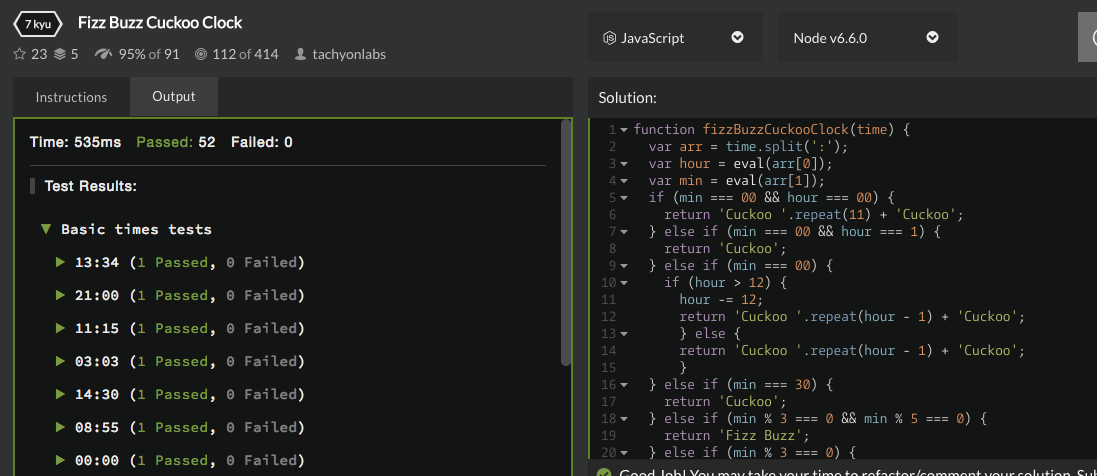 7 kyu Fizz Buzz Cuckoo Clock
23 5 95% of 91 112 of 414 tachyonlabs
JavaScript
Node v6.6.0
Instructions Output
Time: 535ms Passed: 52 Failed: 0
Test Results:
Basic times tests
13:34 (1 Passed, 0 Failed)
21:00 (1 Passed, 0 Failed)
11:15 (1 Passed, 0 Failed)
03:03 (1 Passed, 0 Failed)
14:30 (1 Passed, 0 Failed)
08:55 (1 Passed, 0 Failed)
00:00 (1 Passed, 0 Failed)
Solution:
1 function fizzBuzzCuckooClock(time) {
2 var arr = time.split(':');
3 var hour = eval(arr[0]);
4 var min = eval(arr[1]);
5 if (min === 00 && hour === 00) {
6 return 'Cuckoo '.repeat(11) + 'Cuckoo';
7 } else if (min === 00 && hour === 1) {
8 return 'Cuckoo';
9 } else if (min === 00) {
10 if (hour > 12) {
11 hour -= 12;
12 return 'Cuckoo '.repeat(hour - 1) + 'Cuckoo';
13 } else {
14 return 'Cuckoo '.repeat(hour - 1) + 'Cuckoo';
15 }
16 } else if (min === 30) {
17 return 'Cuckoo';
18 } else if (min % 3 === 0 && min % 5 === 0) {
19 return 'Fizz Buzz';
20 } else if (min % 3 === 0) {
Good Job! You may take your time to refactor/comment your solution.